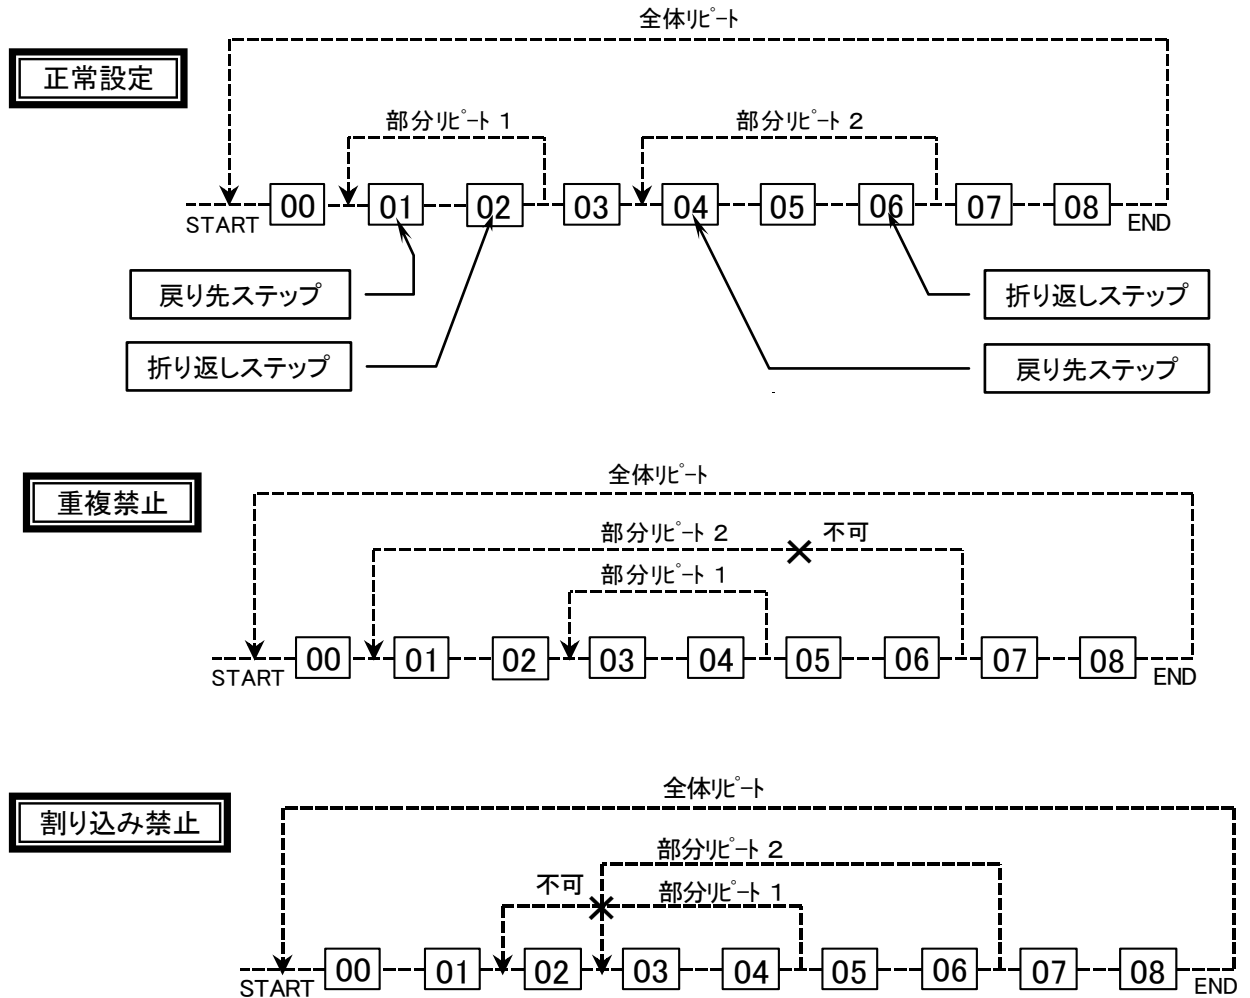 全体ﾘﾋﾟｰﾄ
正常設定
部分ﾘﾋﾟｰﾄ 1 部分ﾘﾋﾟｰﾄ 2
00 01 02 03 04 05 06 07 08
START END
戻り先ステップ 折り返しステップ
折り返しステップ 戻り先ステップ
全体ﾘﾋﾟｰﾄ
重複禁止
部分ﾘﾋﾟｰﾄ 2 不可
部分ﾘﾋﾟｰﾄ 1
00 01 02 03 04 05 06 07 08
START END
全体ﾘﾋﾟｰﾄ
割り込み禁止
部分ﾘﾋﾟｰﾄ 2
不可 部分ﾘﾋﾟｰﾄ 1
00 01 02 03 04 05 06 07 08
START END